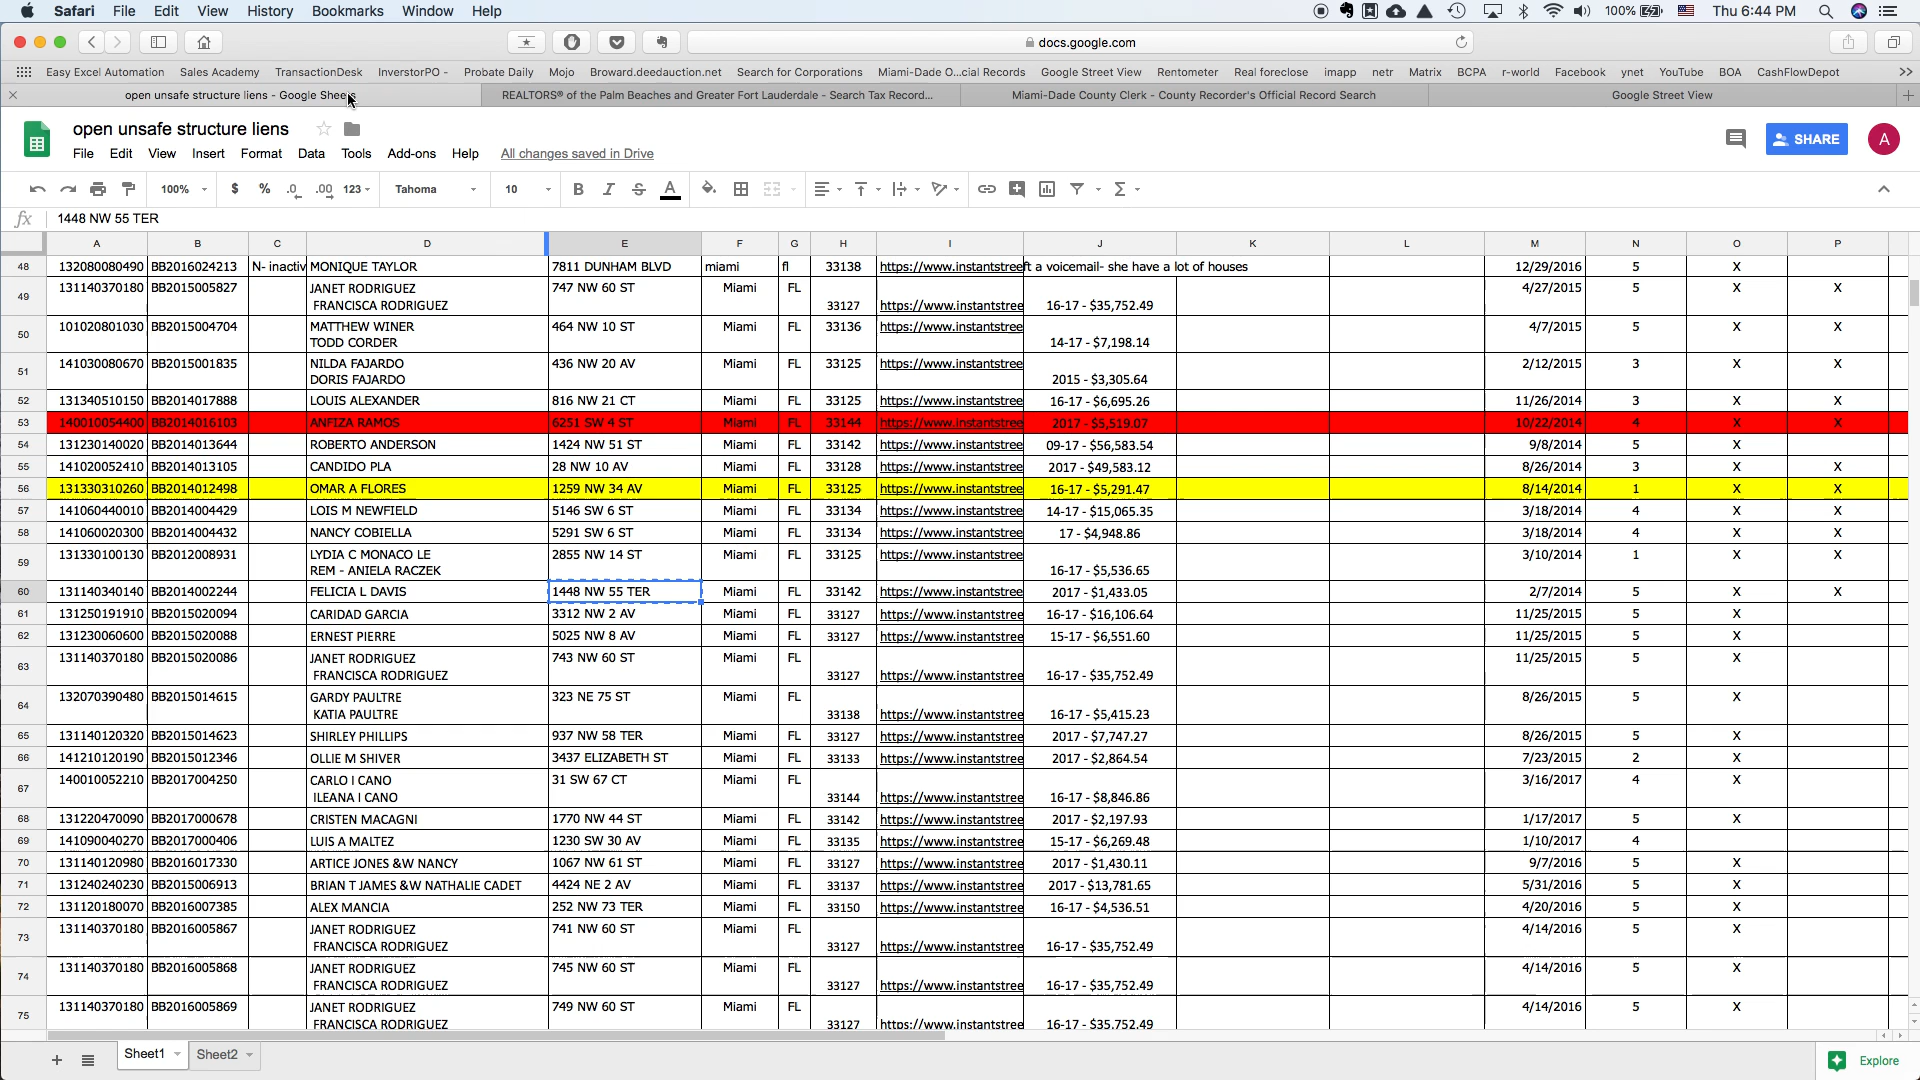 Safari File Edit View History Bookmarks Window Help 100% Thu 6:44 PM
docs.google.com
Easy Excel Automation Sales Academy TransactionDesk InverstorPO - Probate Daily Mojo Broward.deedauction.net Search for Corporations Miami-Dade O...cial Records Google Street View Rentometer Real foreclose imapp netr Matrix BCPA r-world Facebook ynet YouTube BOA CashFlowDepot
open unsafe structure liens - Google Sheets REALTORS® of the Palm Beaches and Greater Fort Lauderdale - Search Tax Record... Miami-Dade County Clerk - County Recorder's Official Record Search Google Street View
open unsafe structure liens
SHARE A
File Edit View Insert Format Data Tools Add-ons Help All changes saved in Drive
100% $ % .0 .00 123 Tahoma 10 B I S A
fx 1448 NW 55 TER
A B C D E F G H I J K L M N O P
48 132080080490 BB2016024213 N- inactiv MONIQUE TAYLOR 7811 DUNHAM BLVD miami fl 33138 https://www.instantstree ft a voicemail- she have a lot of houses 12/29/2016 5 X
49 131140370180 BB2015005827 JANET RODRIGUEZ 747 NW 60 ST Miami FL 4/27/2015 5 X X
FRANCISCA RODRIGUEZ 33127 https://www.instantstree 16-17 - $35,752.49
50 101020801030 BB2015004704 MATTHEW WINER 464 NW 10 ST Miami FL 33136 https://www.instantstree 4/7/2015 5 X X
TODD CORDER 14-17 - $7,198.14
51 141030080670 BB2015001835 NILDA FAJARDO 436 NW 20 AV Miami FL 33125 https://www.instantstree 2/12/2015 3 X X
DORIS FAJARDO 2015 - $3,305.64
52 131340510150 BB2014017888 LOUIS ALEXANDER 816 NW 21 CT Miami FL 33125 https://www.instantstree 16-17 - $6,695.26 11/26/2014 3 X X
53 140010054400 BB2014016103 ANFIZA RAMOS 6251 SW 4 ST Miami FL 33144 https://www.instantstree 2017 - $5,519.07 10/22/2014 4 X X
54 131230140020 BB2014013644 ROBERTO ANDERSON 1424 NW 51 ST Miami FL 33142 https://www.instantstree 09-17 - $56,583.54 9/8/2014 5 X
55 141020052410 BB2014013105 CANDIDO PLA 28 NW 10 AV Miami FL 33128 https://www.instantstree 2017 - $49,583.12 8/26/2014 3 X X
56 131330310260 BB2014012498 OMAR A FLORES 1259 NW 34 AV Miami FL 33125 https://www.instantstree 16-17 - $5,291.47 8/14/2014 1 X X
57 141060440010 BB2014004429 LOIS M NEWFIELD 5146 SW 6 ST Miami FL 33134 https://www.instantstree 14-17 - $15,065.35 3/18/2014 4 X X
58 141060020300 BB2014004432 NANCY COBIELLA 5291 SW 6 ST Miami FL 33134 https://www.instantstree 17 - $4,948.86 3/18/2014 4 X X
59 131330100130 BB2012008931 LYDIA C MONACO LE 2855 NW 14 ST Miami FL 33125 https://www.instantstree 3/10/2014 1 X X
REM - ANIELA RACZEK 16-17 - $5,536.65
60 131140340140 BB2014002244 FELICIA L DAVIS 1448 NW 55 TER Miami FL 33142 https://www.instantstree 2017 - $1,433.05 2/7/2014 5 X X
61 131250191910 BB2015020094 CARIDAD GARCIA 3312 NW 2 AV Miami FL 33127 https://www.instantstree 16-17 - $16,106.64 11/25/2015 5 X
62 131230060600 BB2015020088 ERNEST PIERRE 5025 NW 8 AV Miami FL 33127 https://www.instantstree 15-17 - $6,551.60 11/25/2015 5 X
63 131140370180 BB2015020086 JANET RODRIGUEZ 743 NW 60 ST Miami FL 11/25/2015 5 X
FRANCISCA RODRIGUEZ 33127 https://www.instantstree 16-17 - $35,752.49
64 132070390480 BB2015014615 GARDY PAULTRE 323 NE 75 ST Miami FL 8/26/2015 5 X
KATIA PAULTRE 33138 https://www.instantstree 16-17 - $5,415.23
65 131140120320 BB2015014623 SHIRLEY PHILLIPS 937 NW 58 TER Miami FL 33127 https://www.instantstree 2017 - $7,747.27 8/26/2015 5 X
66 141210120190 BB2015012346 OLLIE M SHIVER 3437 ELIZABETH ST Miami FL 33133 https://www.instantstree 2017 - $2,864.54 7/23/2015 2 X
67 140010052210 BB2017004250 CARLO I CANO 31 SW 67 CT Miami FL 3/16/2017 4 X
ILEANA I CANO 33144 https://www.instantstree 16-17 - $8,846.86
68 131220470090 BB2017000678 CRISTEN MACAGNI 1770 NW 44 ST Miami FL 33142 https://www.instantstree 2017 - $2,197.93 1/17/2017 5 X
69 141090040270 BB2017000406 LUIS A MALTEZ 1230 SW 30 AV Miami FL 33135 https://www.instantstree 15-17 - $6,269.48 1/10/2017 4
70 131140120980 BB2016017330 ARTICE JONES &W NANCY 1067 NW 61 ST Miami FL 33127 https://www.instantstree 2017 - $1,430.11 9/7/2016 5 X
71 131240240230 BB2015006913 BRIAN T JAMES &W NATHALIE CADET 4424 NE 2 AV Miami FL 33137 https://www.instantstree 2017 - $13,781.65 5/31/2016 5 X
72 131120180070 BB2016007385 ALEX MANCIA 252 NW 73 TER Miami FL 33150 https://www.instantstree 16-17 - $4,536.51 4/20/2016 5 X
73 131140370180 BB2016005867 JANET RODRIGUEZ 741 NW 60 ST Miami FL 4/14/2016 5 X
FRANCISCA RODRIGUEZ 33127 https://www.instantstree 16-17 - $35,752.49
74 131140370180 BB2016005868 JANET RODRIGUEZ 745 NW 60 ST Miami FL 4/14/2016 5 X
FRANCISCA RODRIGUEZ 33127 https://www.instantstree 16-17 - $35,752.49
75 131140370180 BB2016005869 JANET RODRIGUEZ 749 NW 60 ST Miami FL 4/14/2016 5 X
FRANCISCA RODRIGUEZ 33127 https://www.instantstree 16-17 - $35,752.49
Sheet1 Sheet2 Explore